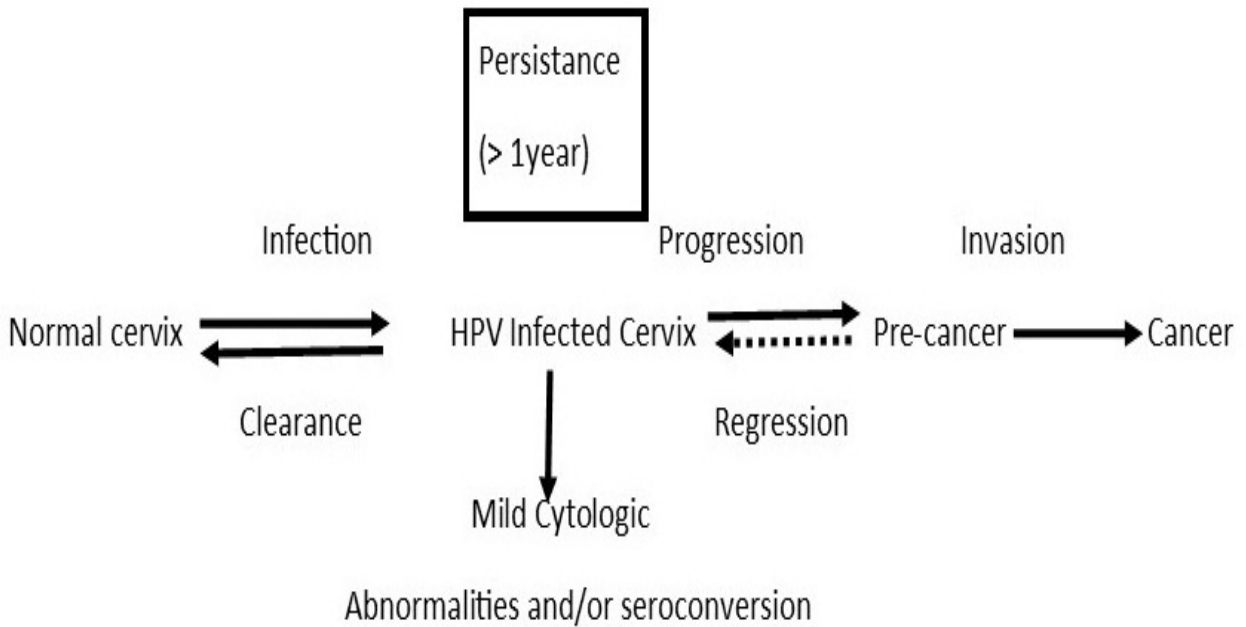 Persistance
(> 1year)
Infection
Progression
Invasion
Normal cervix
HPV Infected Cervix
Pre-cancer
Cancer
Clearance
Regression
Mild Cytologic
Abnormalities and/or seroconversion